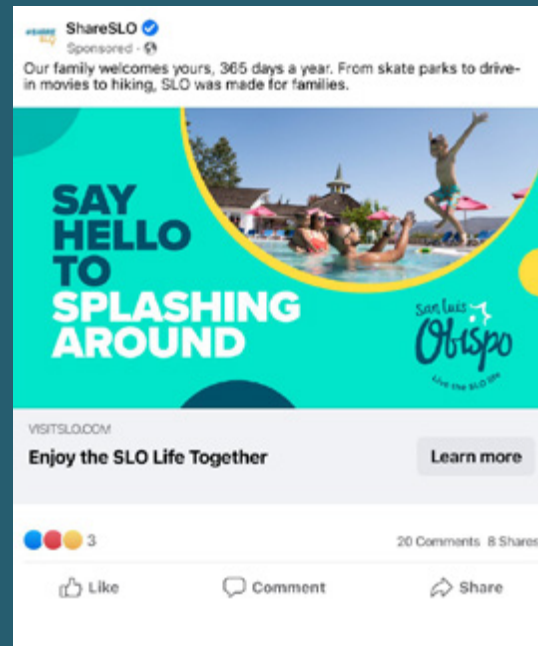 ShareSLO
Sponsored ·
Our family welcomes yours, 365 days a year. From skate parks to drive-
in movies to hiking, SLO was made for families.
SAY
HELLO
TO
SPLASHING
AROUND
San Luis
Obispo
Live the SLO life
VISITSLO.COM
Enjoy the SLO Life Together
Learn more
3
20 Comments 8 Shares
Like
Comment
Share